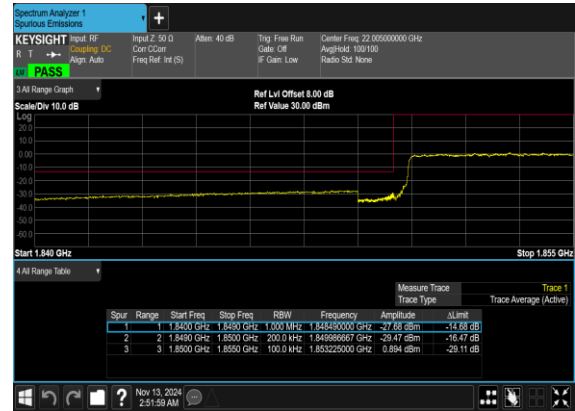 Spectrum Analyzer 1
Spurious Emissions
KEYSIGHT
R T
Input: RF
Coupling: DC
Align: Auto
Input Z: 50 Ω
Corr CCorr
Freq Ref: Int (S)
Atten: 40 dB
Trig: Free Run
Gate: Off
IF Gain: Low
Center Freq: 22.005000000 GHz
Avg|Hold: 100/100
Radio Std: None
PASS
3 All Range Graph
Scale/Div 10.0 dB
Ref Lvl Offset 8.00 dB
Ref Value 30.00 dBm
Log
20.0
10.0
0.00
-10.0
-20.0
-30.0
-40.0
-50.0
-60.0
Start 1.840 GHz
Stop 1.855 GHz
4 All Range Table
Measure Trace Trace 1
Trace Type Trace Average (Active)
Spur Range Start Freq Stop Freq RBW Frequency Amplitude ΔLimit
1 1 1.8400 GHz 1.8490 GHz 1.000 MHz 1.848490000 GHz -27.68 dBm -14.68 dB
2 2 1.8490 GHz 1.8500 GHz 200.0 kHz 1.849986667 GHz -29.47 dBm -16.47 dB
3 3 1.8500 GHz 1.8550 GHz 100.0 kHz 1.853225000 GHz 0.894 dBm -29.11 dB
?
Nov 13, 2024
2:51:59 AM